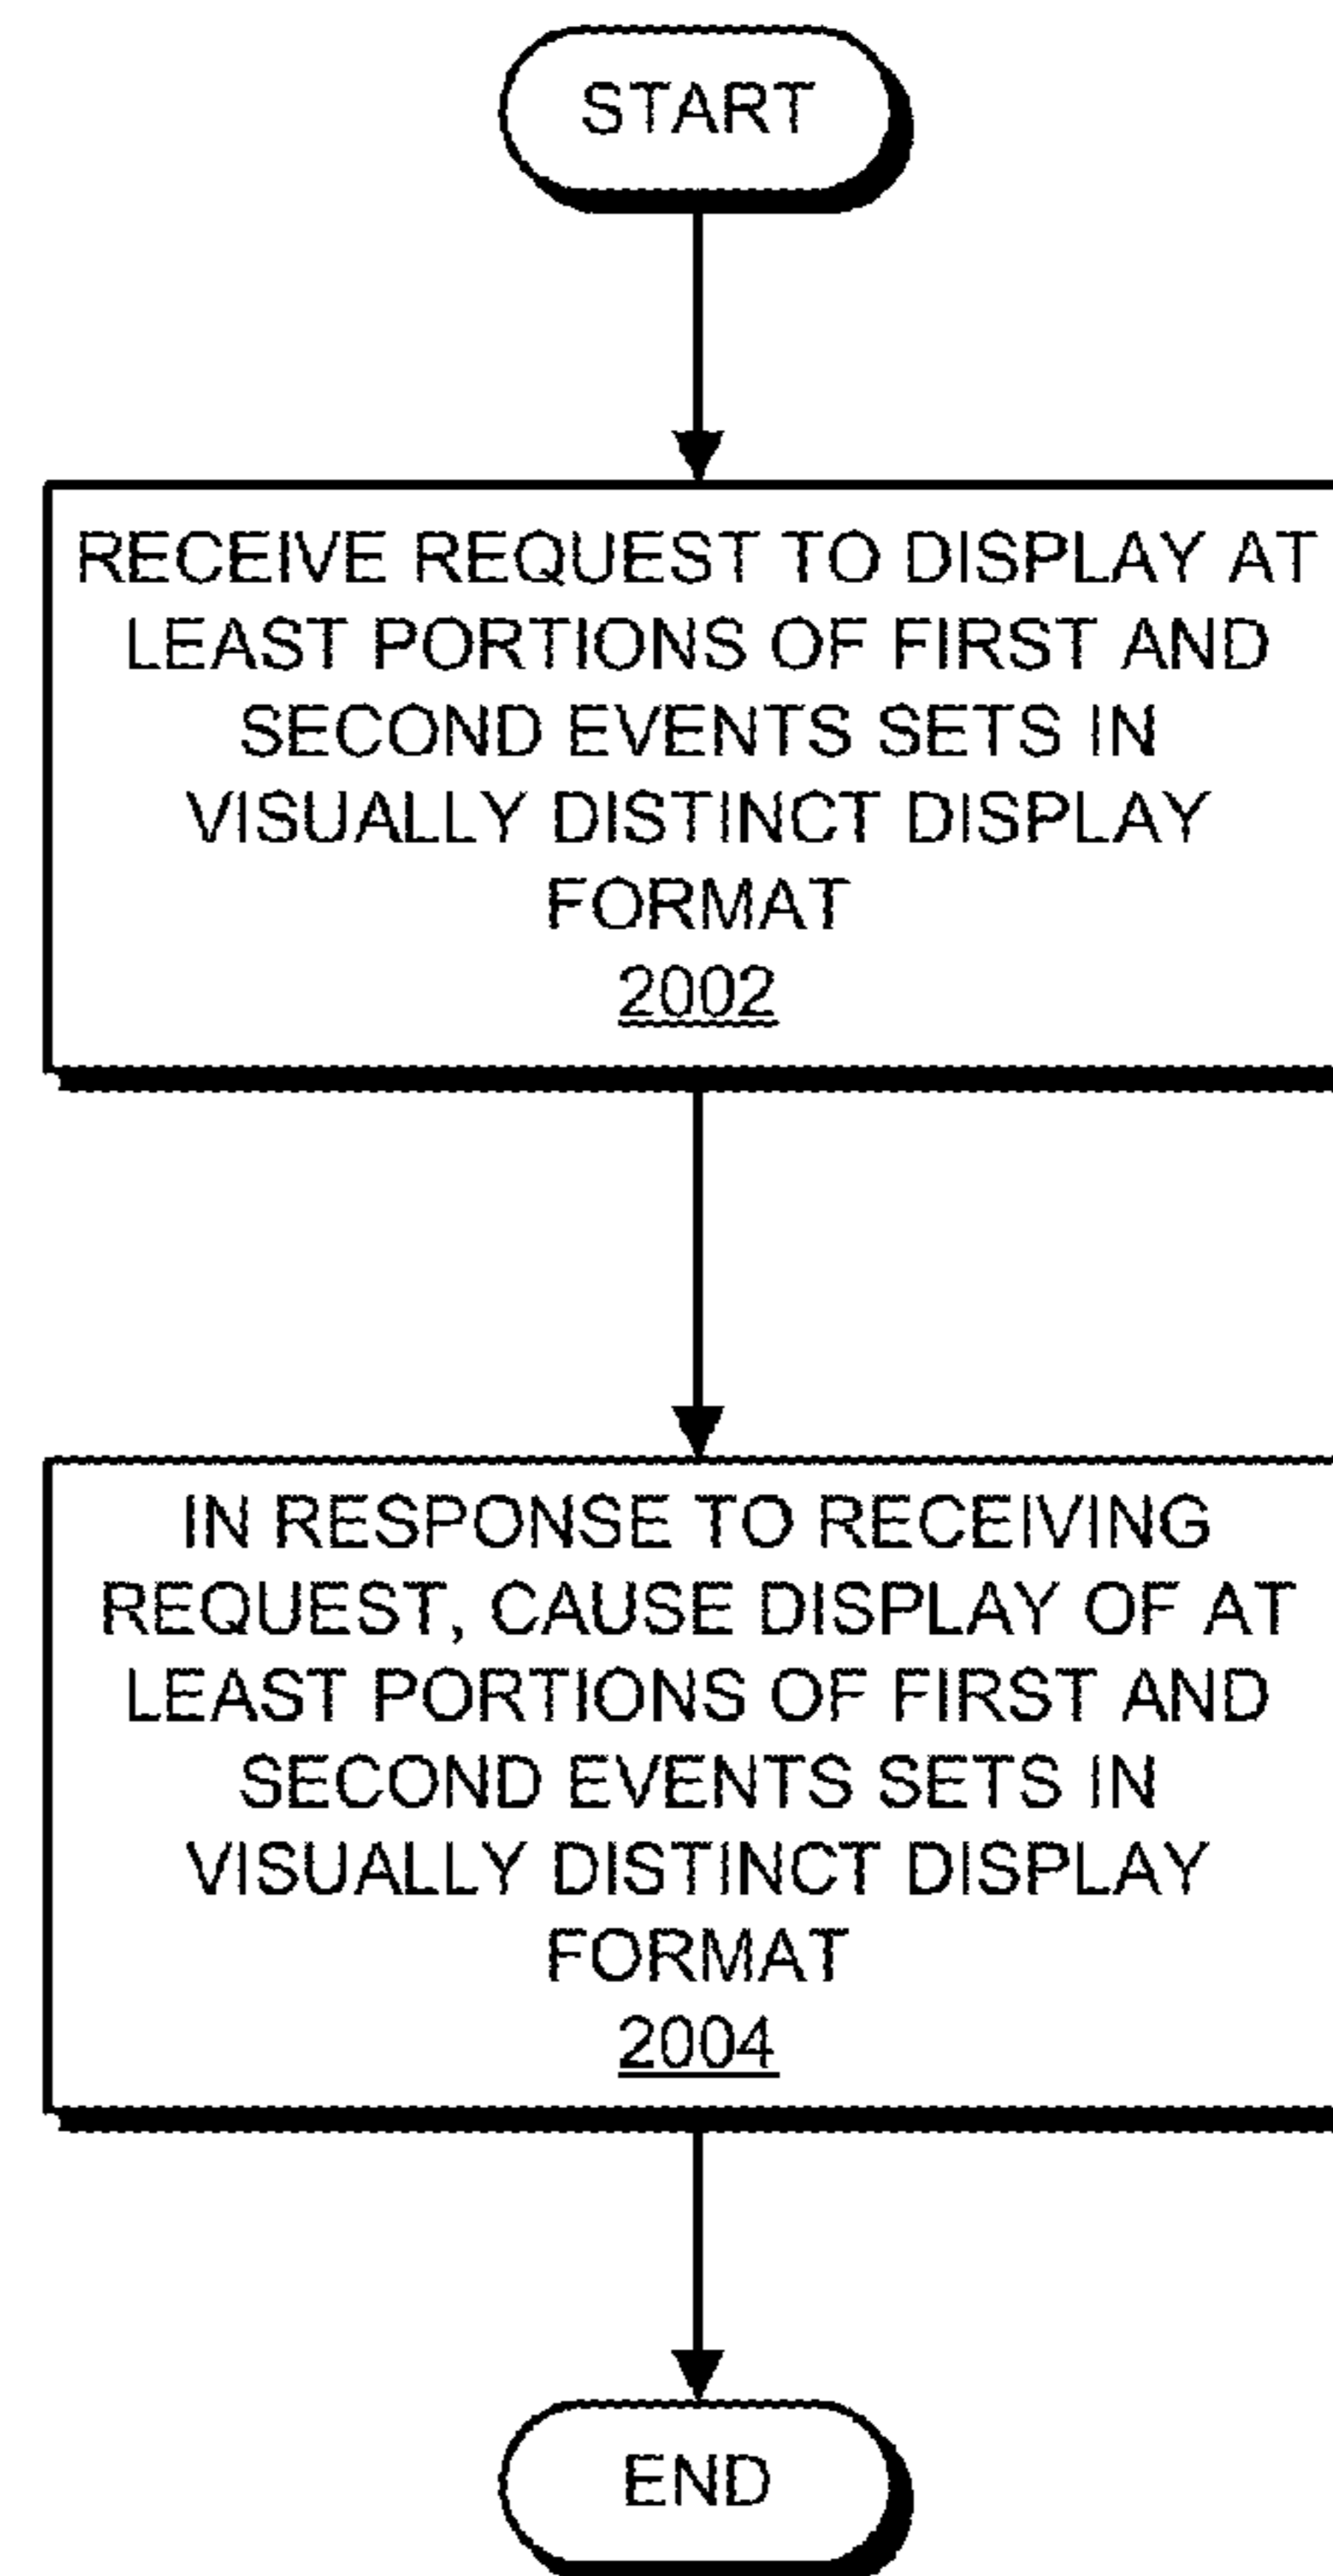 START
RECEIVE REQUEST TO DISPLAY AT
LEAST PORTIONS OF FIRST AND
SECOND EVENTS SETS IN
VISUALLY DISTINCT DISPLAY
FORMAT
2002
IN RESPONSE TO RECEIVING
REQUEST, CAUSE DISPLAY OF AT
LEAST PORTIONS OF FIRST AND
SECOND EVENTS SETS IN
VISUALLY DISTINCT DISPLAY
FORMAT
2004
END